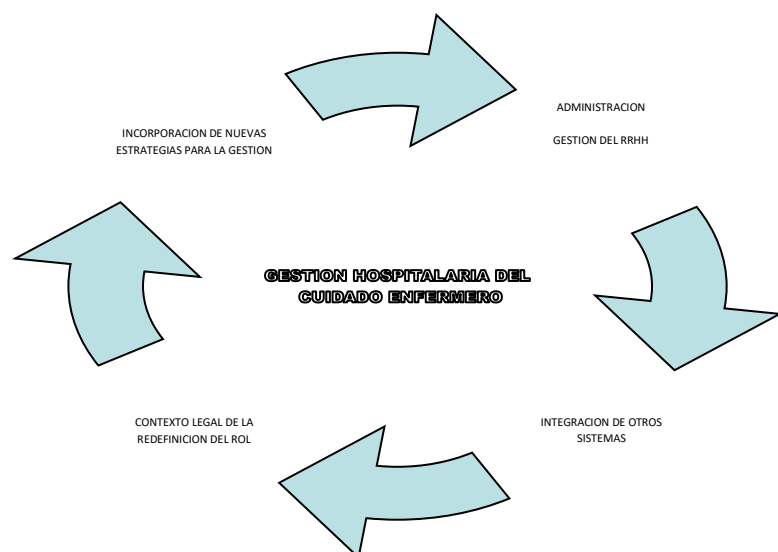 INCORPORACION DE NUEVAS
ESTRATEGIAS PARA LA GESTION
ADMINISTRACION
GESTION DEL RRHH
GESTION HOSPITALARIA DEL
CUIDADO ENFERMERO
CONTEXTO LEGAL DE LA
REDEFINICION DEL ROL
INTEGRACION DE OTROS
SISTEMAS